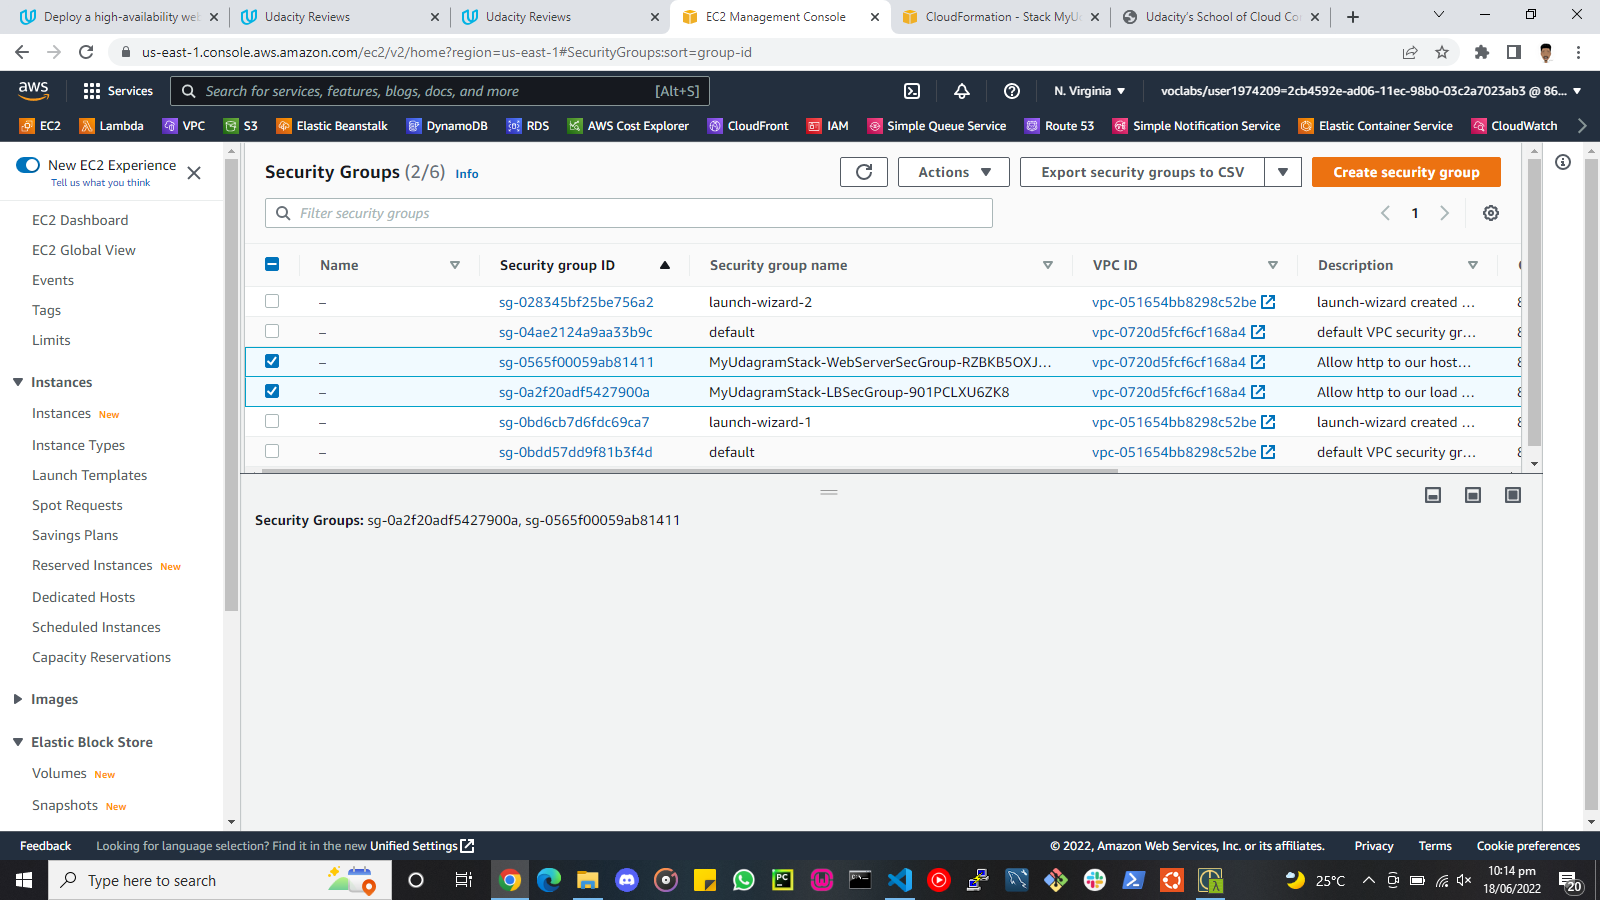 Deploy a high-availability web
Udacity Reviews
Udacity Reviews
EC2 Management Console
CloudFormation - Stack MyUd
Udacity's School of Cloud Co
us-east-1.console.aws.amazon.com/ec2/v2/home?region=us-east-1#SecurityGroups:sort=group-id
aws
Services
Search for services, features, blogs, docs, and more
[Alt+S]
N. Virginia
voclabs/user1974209=2cb4592e-ad06-11ec-98b0-03c2a7023ab3 @ 86...
EC2
Lambda
VPC
S3
Elastic Beanstalk
DynamoDB
RDS
AWS Cost Explorer
CloudFront
IAM
Simple Queue Service
Route 53
Simple Notification Service
Elastic Container Service
CloudWatch
New EC2 Experience
Tell us what you think
EC2 Dashboard
EC2 Global View
Events
Tags
Limits
Instances
Instances New
Instance Types
Launch Templates
Spot Requests
Savings Plans
Reserved Instances New
Dedicated Hosts
Scheduled Instances
Capacity Reservations
Images
Elastic Block Store
Volumes New
Snapshots New
Security Groups (2/6) Info
Actions
Export security groups to CSV
Create security group
Filter security groups
1
Name Security group ID Security group name VPC ID Description
– sg-028345bf25be756a2 launch-wizard-2 vpc-051654bb8298c52be launch-wizard created ...
– sg-04ae2124a9aa33b9c default vpc-0720d5fcf6cf168a4 default VPC security gr...
– sg-0565f00059ab81411 MyUdagramStack-WebServerSecGroup-RZBKB5OXJ... vpc-0720d5fcf6cf168a4 Allow http to our host...
– sg-0a2f20adf5427900a MyUdagramStack-LBSecGroup-901PCLXU6ZK8 vpc-0720d5fcf6cf168a4 Allow http to our load ...
– sg-0bd6cb7d6fdc69ca7 launch-wizard-1 vpc-051654bb8298c52be launch-wizard created ...
– sg-0bdd57dd9f81b3f4d default vpc-051654bb8298c52be default VPC security gr...
Security Groups: sg-0a2f20adf5427900a, sg-0565f00059ab81411
Feedback
Looking for language selection? Find it in the new Unified Settings
© 2022, Amazon Web Services, Inc. or its affiliates.
Privacy
Terms
Cookie preferences
Type here to search
25°C
10:14 pm
18/06/2022
20